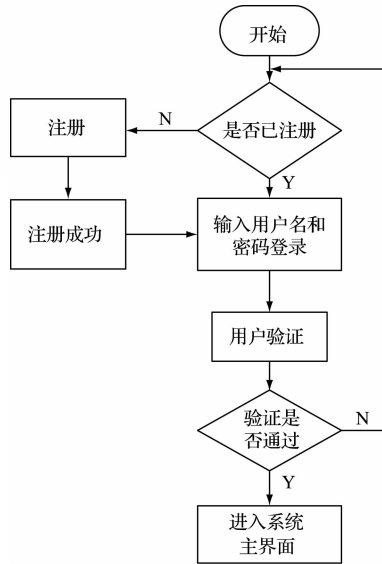 开始
是否已注册
N
注册
Y
注册成功
输入用户名和
密码登录
用户验证
验证是
否通过
N
Y
进入系统
主界面